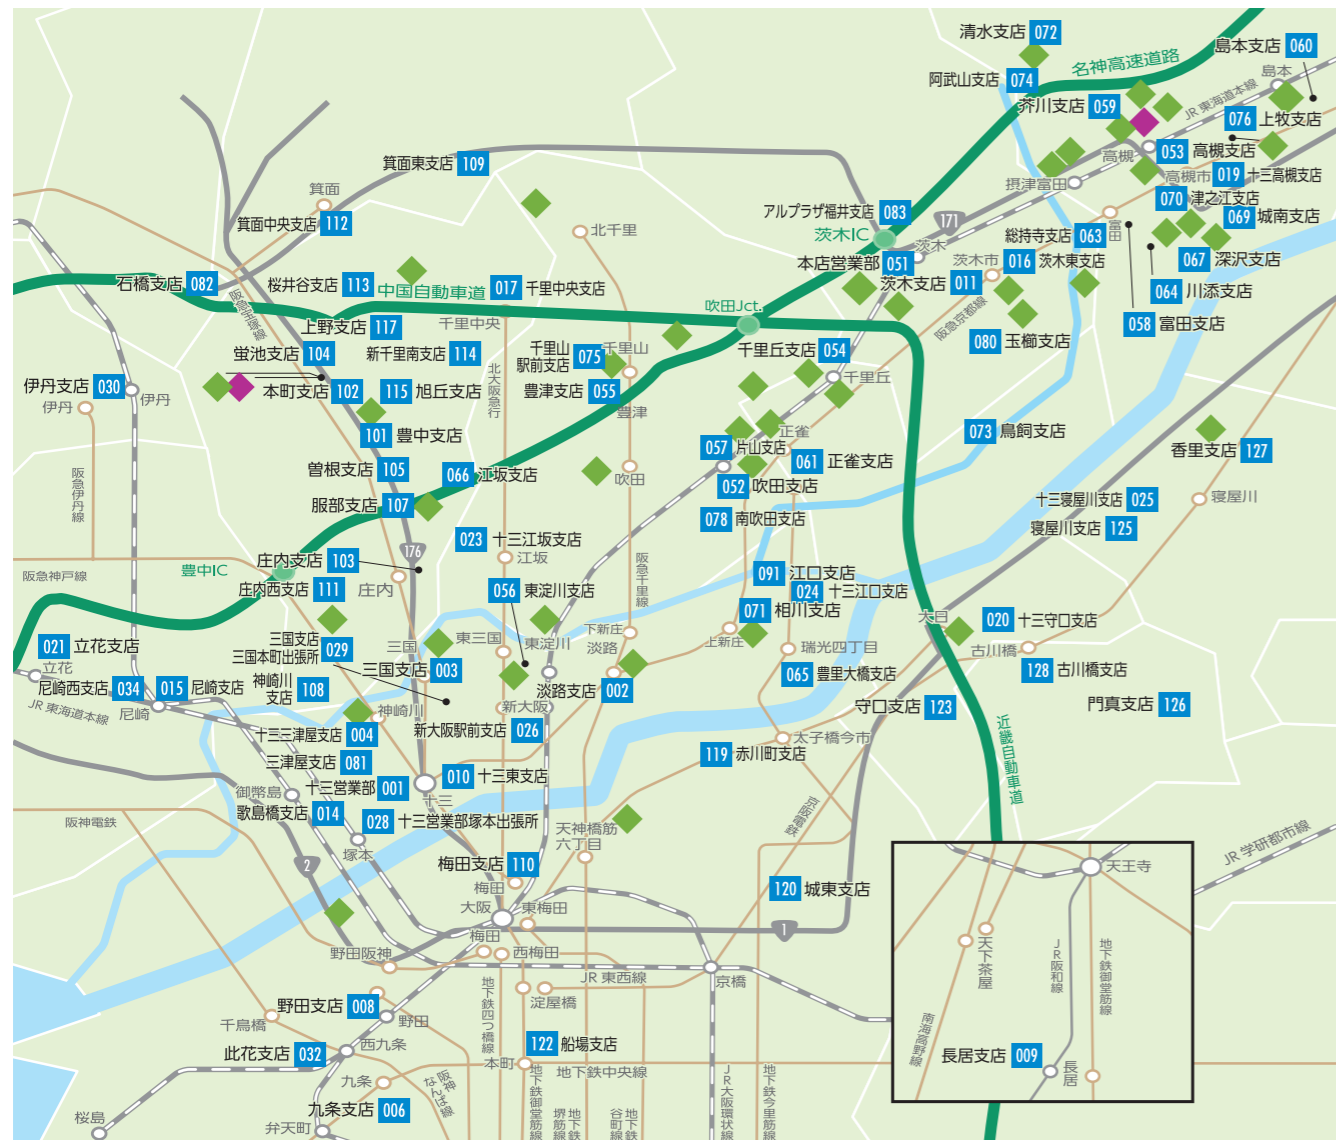 清水支店 072
島本支店 060
名神高速道路
阿武山支店 074
島本
芥川支店 059
JR東海道本線
076 上牧支店
高槻
053 高槻支店
箕面東支店 109
摂津富田
高槻市
019 十三高槻支店
箕面
070 津之江支店
アルプラザ福井支店 083
171
069 城南支店
箕面中央支店 112
北千里
茨木IC
茨木
総持寺支店 063
富田
067 深沢支店
本店営業部 051
茨木市
016 茨木東支店
石橋支店 082
桜井谷支店 113
017 千里中央支店
茨木支店 011
064 川添支店
中国自動車道
阪急宝塚線
吹田Jct.
阪急京都線
上野支店 117
千里中央
058 富田支店
080 玉櫛支店
蛍池支店 104
新千里南支店 114
千里山
駅前支店
075
千里山
千里丘支店 054
伊丹支店 030
伊丹
伊丹
本町支店 102
115 旭丘支店
北大阪急行
豊津支店 055
豊津
千里丘
101 豊中支店
正雀
073 鳥飼支店
057 片山支店
香里支店 127
曽根支店 105
066 江坂支店
吹田
061 正雀支店
阪急伊丹線
052 吹田支店
服部支店 107
十三寝屋川支店 025
寝屋川
078 南吹田支店
寝屋川支店 125
023 十三江坂支店
176
江坂
庄内支店 103
阪急神戸線
豊中IC
阪急千里線
091 江口支店
庄内西支店 111
庄内
056 東淀川支店
024 十三江口支店
071 相川支店
大日
020 十三守口支店
下新庄
上新庄
021 立花支店
三国支店
三国本町出張所
029
三国
東三国
東淀川
淡路
瑞光四丁目
古川橋
立花
三国支店 003
128 古川橋支店
尼崎西支店 034
015 尼崎支店
神崎川
支店
108
淡路支店 002
065 豊里大橋支店
JR東海道本線
尼崎
神崎川
新大阪
守口支店 123
門真支店 126
十三三津屋支店 004
新大阪駅前支店 026
太子橋今市
近畿自動車道
三津屋支店 081
119 赤川町支店
010 十三東支店
御幣島
十三営業部 001
十三
歌島橋支店 014
028 十三営業部塚本出張所
京阪電鉄
阪神電鉄
天神橋筋
六丁目
JR学研都市線
塚本
2
梅田支店 110
天王寺
梅田
120 城東支店
大阪
東梅田
1
梅田
西梅田
天下茶屋
JR阪和線
地下鉄御堂筋線
野田阪神
JR東西線
京橋
地下鉄四つ橋線
淀屋橋
野田支店 008
野田
千鳥橋
南海高野線
122 船場支店
此花支店 032
西九条
長居支店 009
長居
本町
地下鉄中央線
九条
阪神なんば線
地下鉄御堂筋線
地下鉄堺筋線
地下鉄谷町線
JR大阪環状線
地下鉄今里筋線
九条支店 006
桜島
弁天町